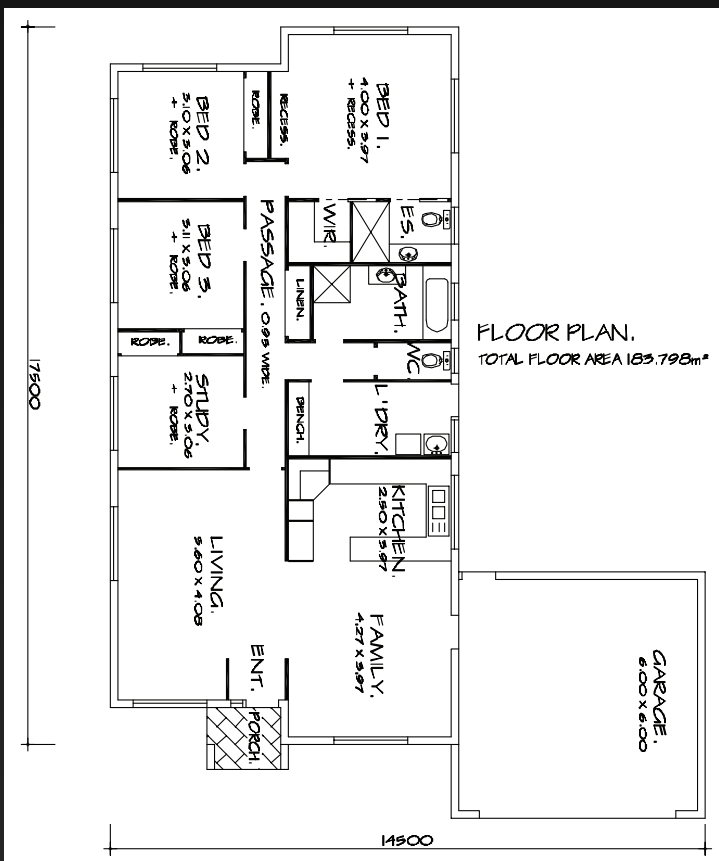 BED 1.
4.00 X 3.97
+ RECESS.
RECESS.
ROBE.
BED 2.
3.10 X 3.06
+ ROBE.
W.I.R.
ES.
PASSAGE. 0.95 WIDE.
BED 3.
3.11 X 3.06
+ ROBE.
LINEN.
BATH.
ROBE.
ROBE.
WC.
FLOOR PLAN.
TOTAL FLOOR AREA 183.798m²
17500
STUDY.
2.70 X 3.06
+ ROBE.
BENCH.
L'DRY.
KITCHEN.
2.50 X 3.97
LIVING.
5.60 X 4.08
FAMILY.
4.27 X 3.97
ENT.
PORCH.
GARAGE.
6.00 X 6.00
14500